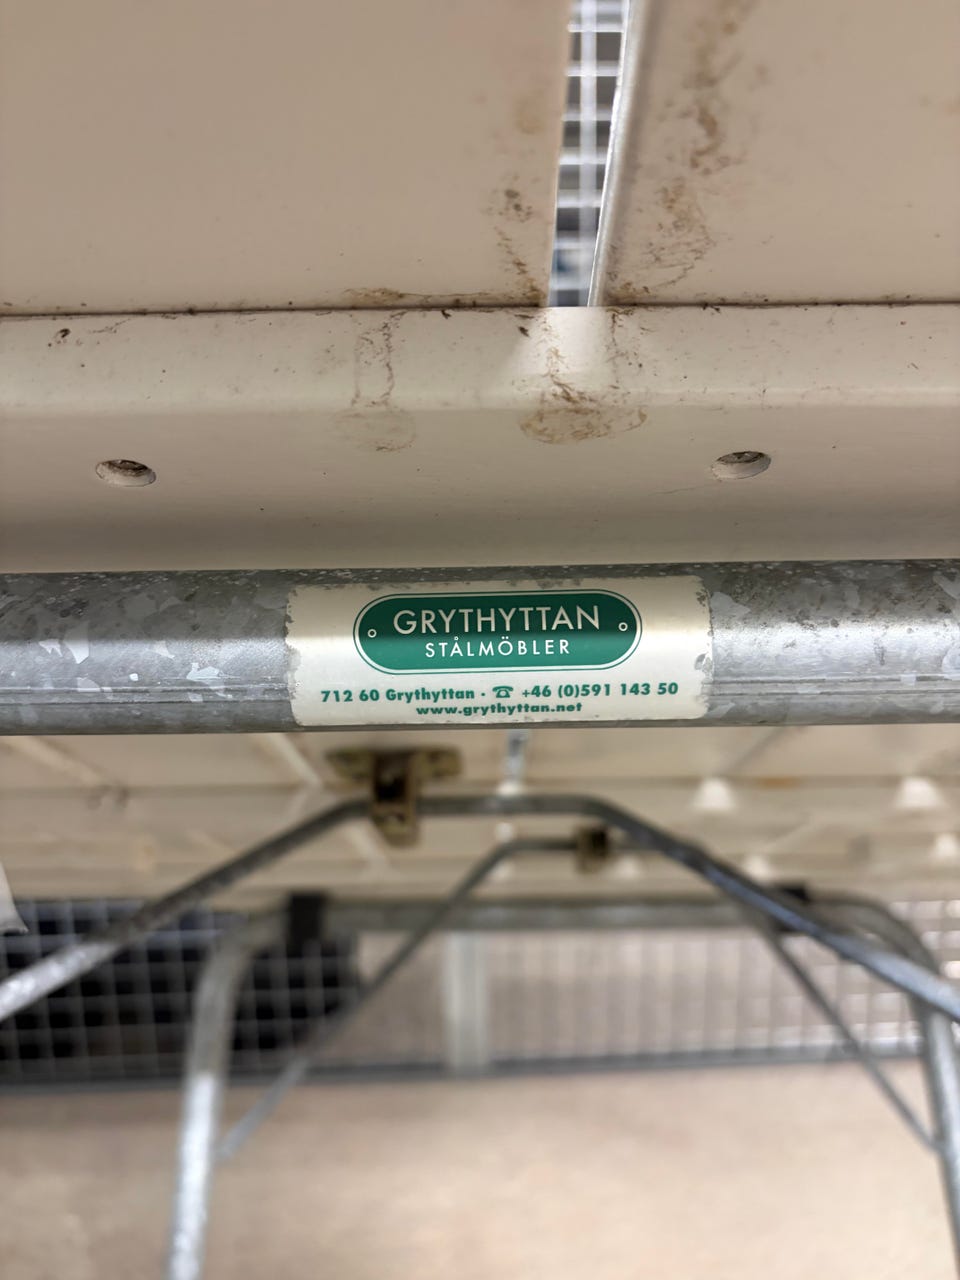 GRYTHYTTAN
STÅLMÖBLER
712 60 Grythyttan · ☎ +46 (0)591 143 50
www.grythyttan.net